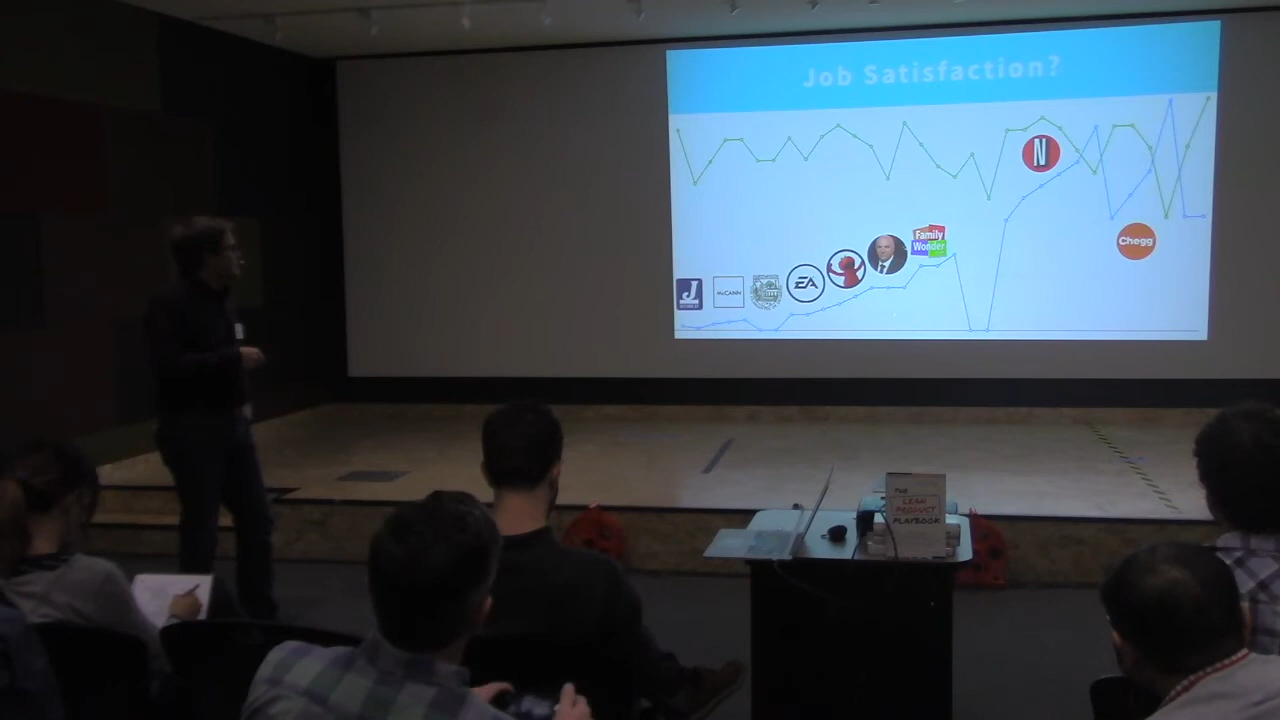 Job Satisfaction?
N
Family
Wonder
Chegg
EA
McCANN
J
THE
LEAN
PRODUCT
PLAYBOOK